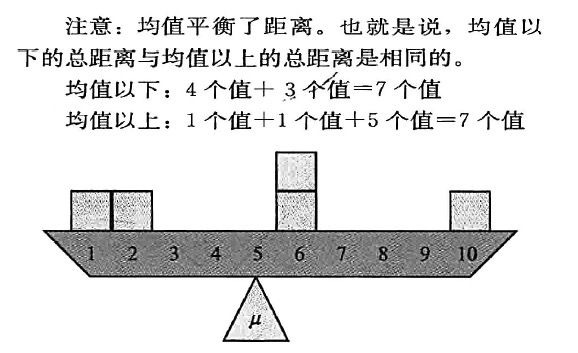 注意：均值平衡了距离。也就是说，均值以
下的总距离与均值以上的总距离是相同的。
均值以下：4个值＋3个值＝7个值
均值以上：1个值＋1个值＋5个值＝7个值
1 2 3 4 5 6 7 8 9 10
μ